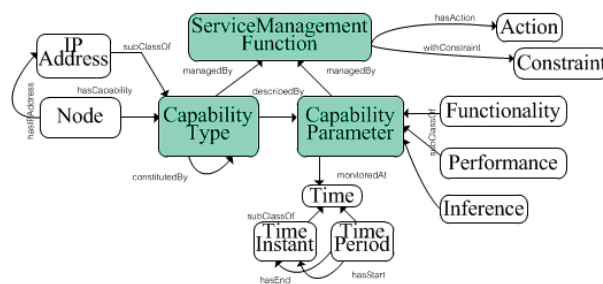 ServiceManagement
Function
hasAction
Action
withConstraint
Constraint
IP
Address
subClassOf
managedBy
managedBy
hasIPAddress
hasCapability
Node
Capability
Type
describedBy
Capability
Parameter
Functionality
subClassOf
Performance
Inference
constitutedBy
monitoredAt
Time
subClassOf
Time
Instant
Time
Period
hasEnd
hasStart